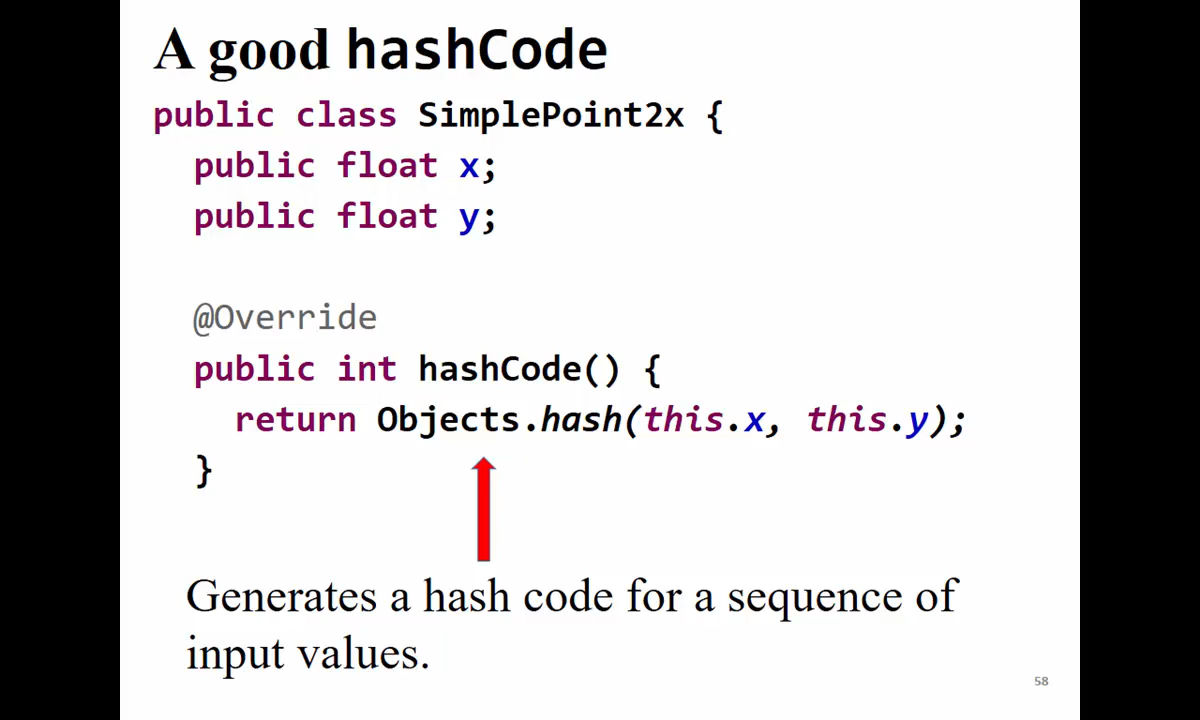 A good hashCode
public class SimplePoint2x {
public float x;
public float y;
@Override
public int hashCode() {
return Objects.hash(this.x, this.y);
}
Generates a hash code for a sequence of
input values.
58